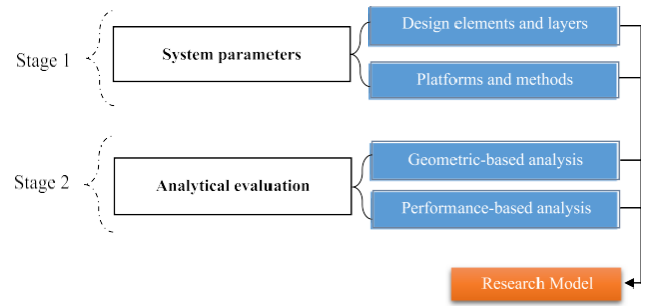 Stage 1
System parameters
Design elements and layers
Platforms and methods
Stage 2
Analytical evaluation
Geometric-based analysis
Performance-based analysis
Research Model